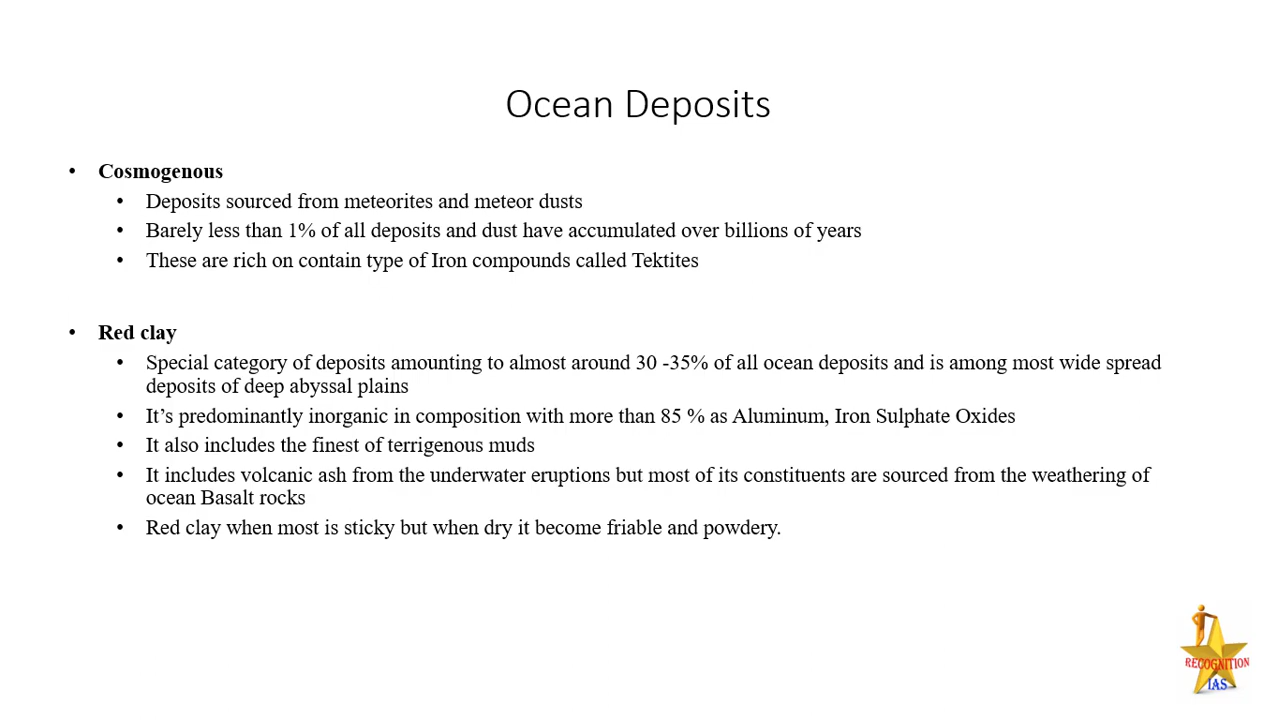 Ocean Deposits
• Cosmogenous
• Deposits sourced from meteorites and meteor dusts
• Barely less than 1% of all deposits and dust have accumulated over billions of years
• These are rich on contain type of Iron compounds called Tektites
• Red clay
• Special category of deposits amounting to almost around 30 -35% of all ocean deposits and is among most wide spread
deposits of deep abyssal plains
• It’s predominantly inorganic in composition with more than 85 % as Aluminum, Iron Sulphate Oxides
• It also includes the finest of terrigenous muds
• It includes volcanic ash from the underwater eruptions but most of its constituents are sourced from the weathering of
ocean Basalt rocks
• Red clay when most is sticky but when dry it become friable and powdery.
RECOGNITION
IAS